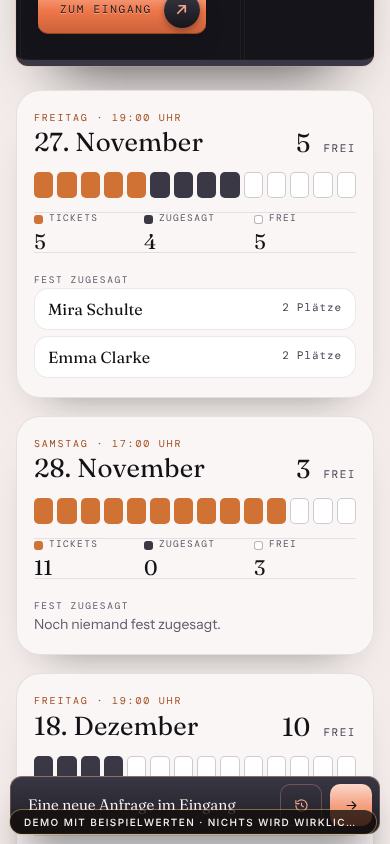 ZUM EINGANG
FREITAG · 19:00 UHR
27. November 5 FREI
TICKETS ZUGESAGT FREI
5 4 5
FEST ZUGESAGT
Mira Schulte 2 Plätze
Emma Clarke 2 Plätze
SAMSTAG · 17:00 UHR
28. November 3 FREI
TICKETS ZUGESAGT FREI
11 0 3
FEST ZUGESAGT
Noch niemand fest zugesagt.
FREITAG · 19:00 UHR
18. Dezember 10 FREI
Eine neue Anfrage im Eingang
DEMO MIT BEISPIELWERTEN · NICHTS WIRD WIRKLIC…